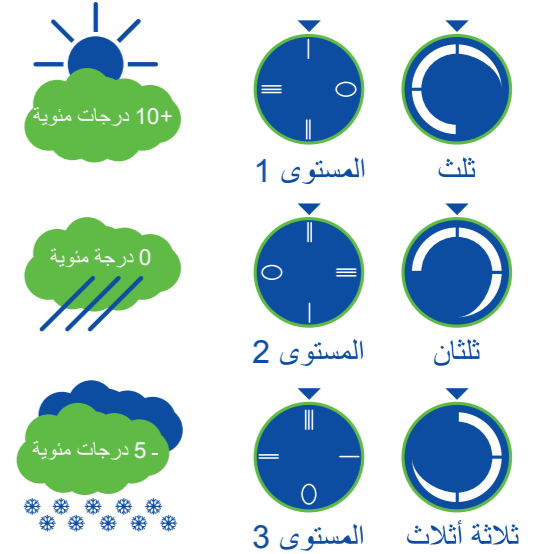 +10 درجات مئوية
المستوى 1
ثلث
0 درجة مئوية
المستوى 2
ثلثان
- 5 درجات مئوية
المستوى 3
ثلاثة أثلاث